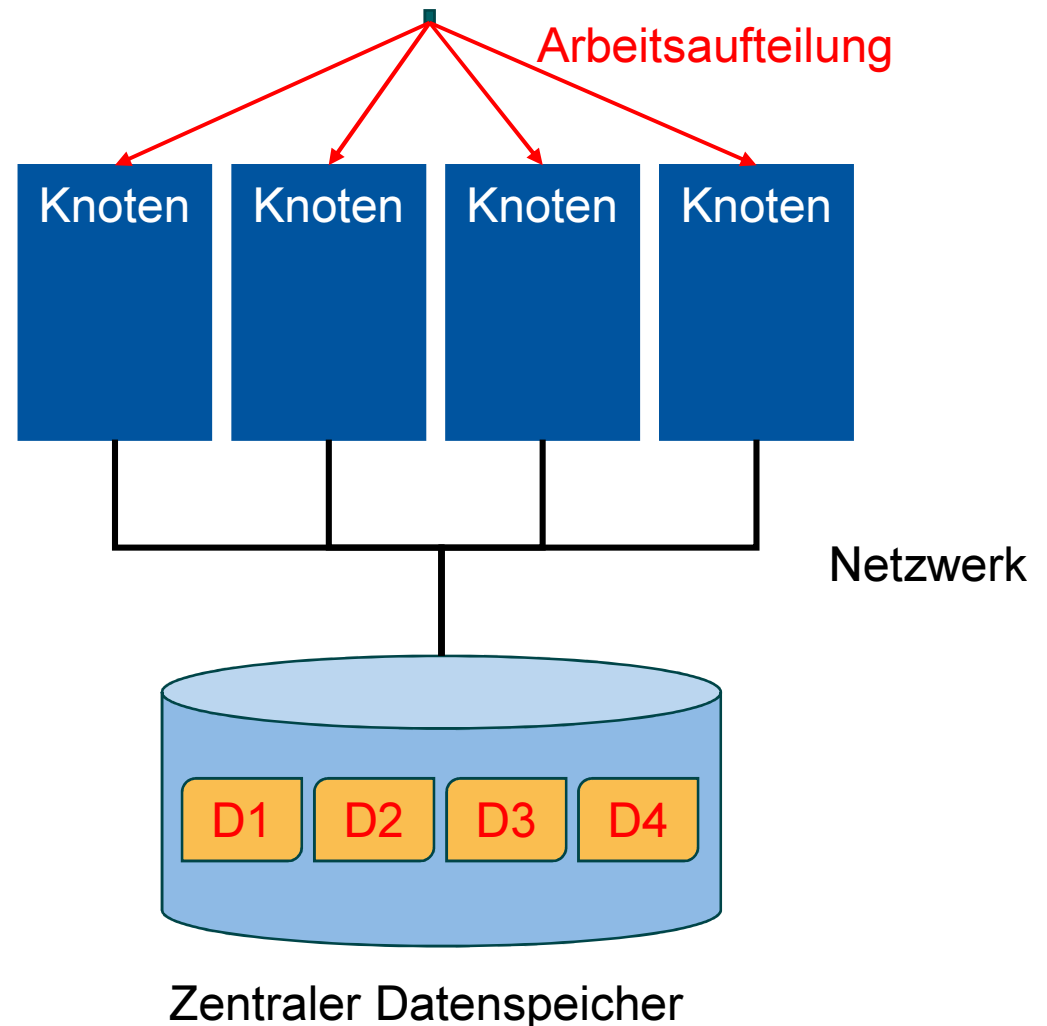 Arbeitsaufteilung
Knoten Knoten Knoten Knoten
Netzwerk
D1 D2 D3 D4
Zentraler Datenspeicher